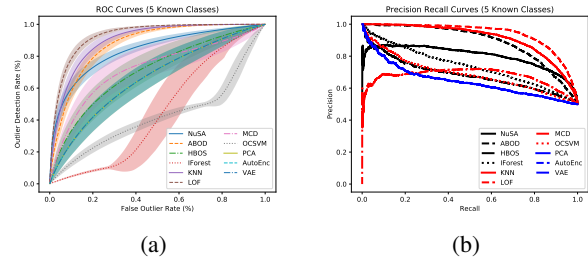 ROC Curves (5 Known Classes)
Outlier Detection Rate (%)
1.0
0.8
0.6
0.4
0.2
0.0
0.0 0.2 0.4 0.6 0.8 1.0
False Outlier Rate (%)
NuSA MCD
ABOD OCSVM
HBOS PCA
IForest AutoEnc
KNN VAE
LOF
(a)
Precision Recall Curves (5 Known Classes)
Precision
1.0
0.8
0.6
0.4
0.2
0.0
0.0 0.2 0.4 0.6 0.8 1.0
Recall
NuSA MCD
ABOD OCSVM
HBOS PCA
IForest AutoEnc
KNN VAE
LOF
(b)